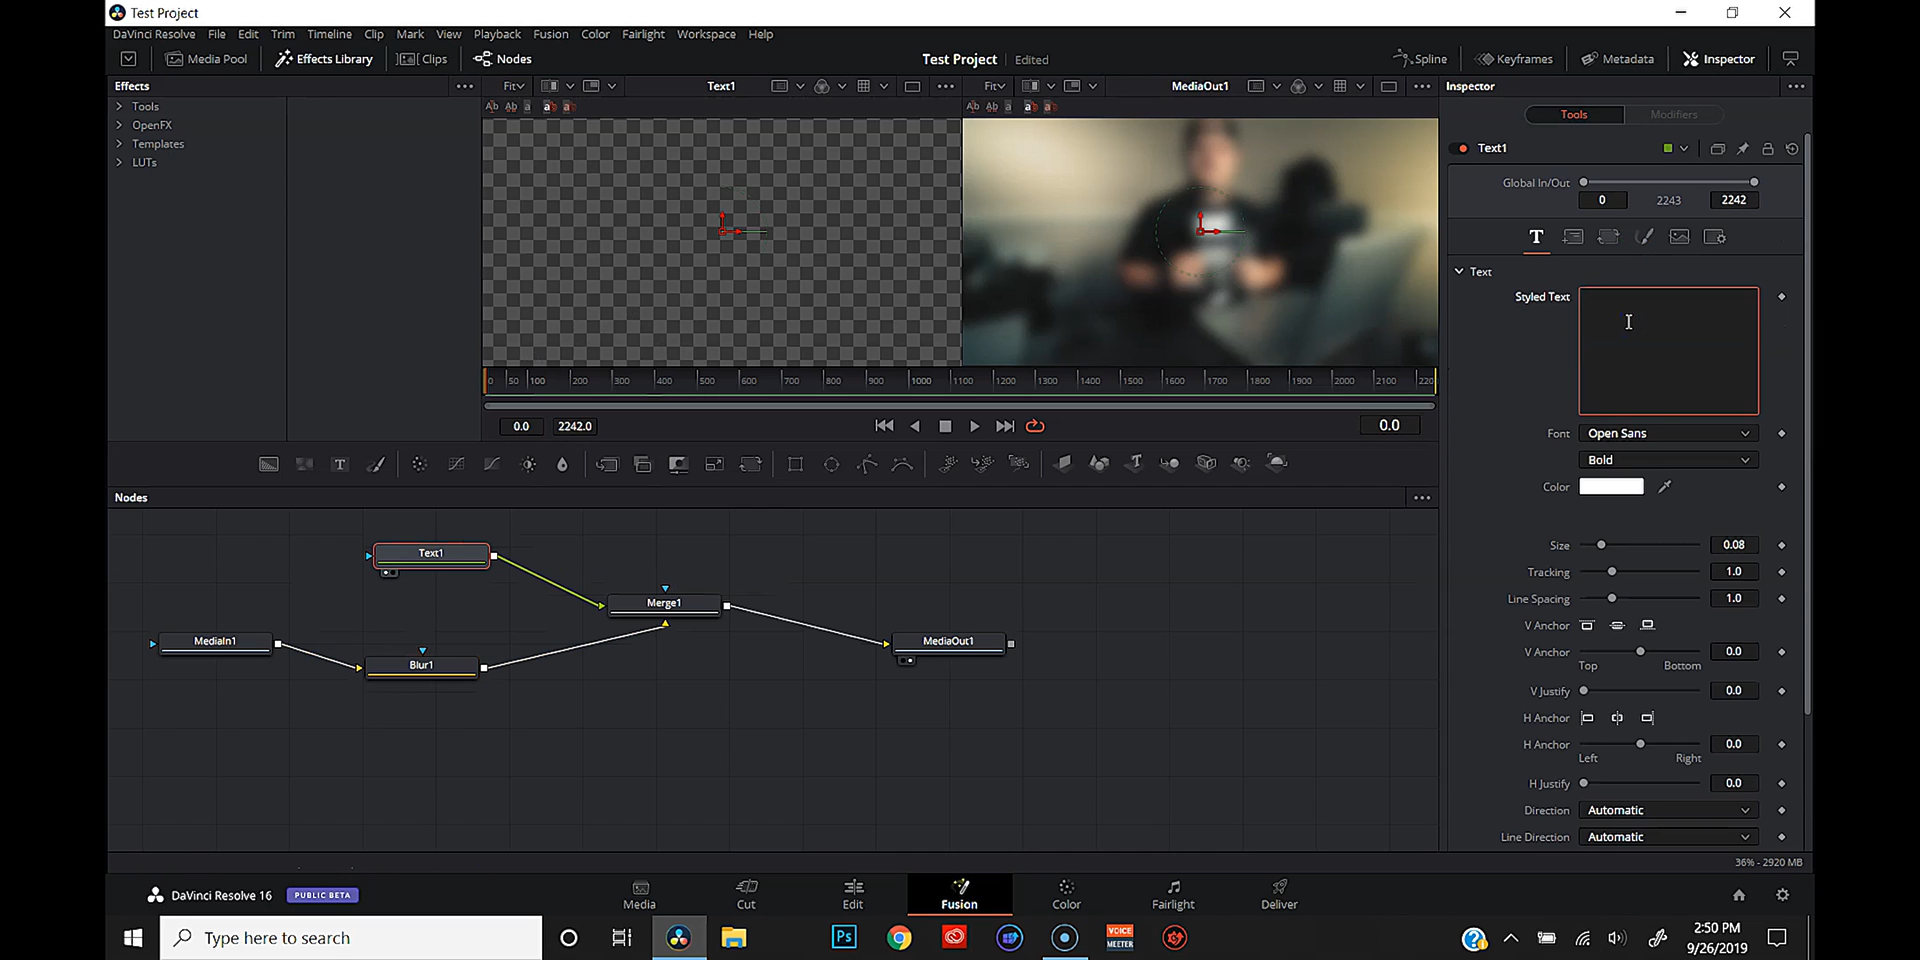 Test Project
DaVinci Resolve File Edit Trim Timeline Clip Mark View Playback Fusion Color Fairlight Workspace Help
Media Pool Effects Library Clips Nodes Test Project Edited Spline Keyframes Metadata Inspector
Effects Fit Text1 Fit MediaOut1 Inspector
Tools
OpenFX
Templates
LUTs
Tools Modifiers
Text1
Global In/Out
0 2243 2242
Text
Styled Text
0 50 100 200 300 400 500 600 700 800 900 1000 1100 1200 1300 1400 1500 1600 1700 1800 1900 2000 2100 220
0.0 2242.0 0.0
Font Open Sans
Bold
Color
Size 0.08
Tracking 1.0
Line Spacing 1.0
V Anchor
V Anchor 0.0
Top Bottom
V Justify 0.0
H Anchor
H Anchor 0.0
Left Right
H Justify 0.0
Direction Automatic
Line Direction Automatic
Nodes
Text1
Merge1
MediaIn1
Blur1
MediaOut1
36% - 2920 MB
DaVinci Resolve 16 PUBLIC BETA
Media Cut Edit Fusion Color Fairlight Deliver
Type here to search
Ps
VOICE
MEETER
2:50 PM
9/26/2019